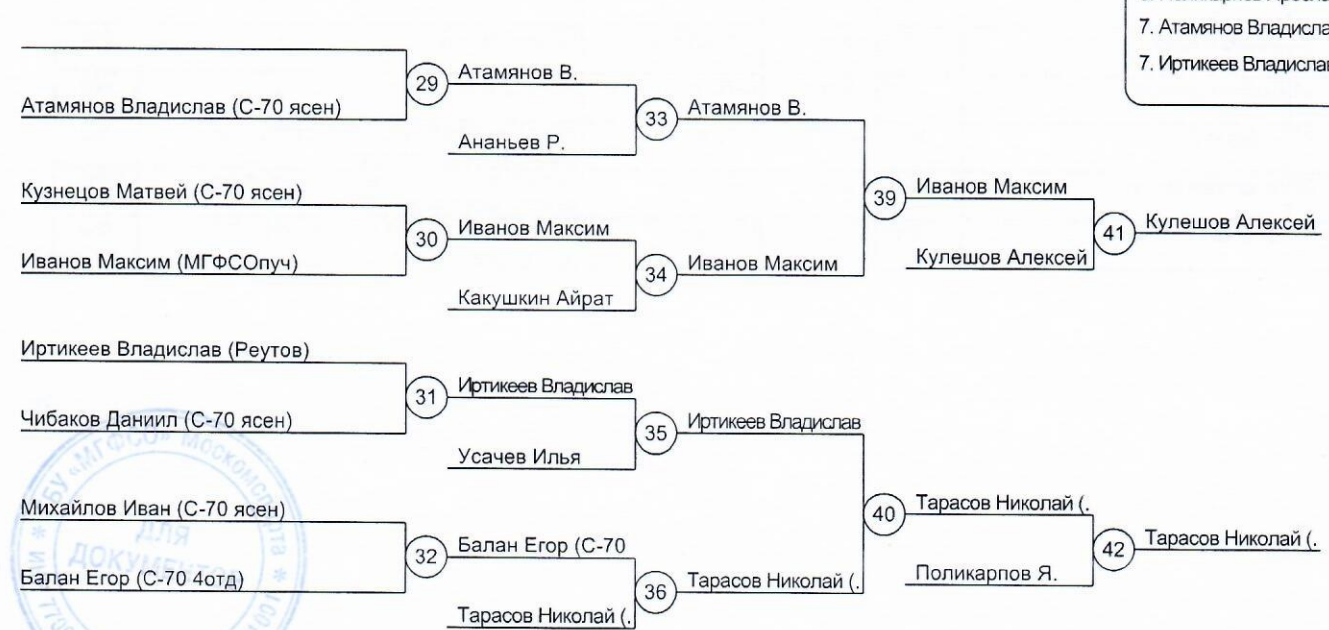 7. Атамянов Владисла
7. Иртикеев Владислав
Атамянов Владислав (С-70 ясен)
29
Атамянов В.
Ананьев Р.
33
Атамянов В.
Кузнецов Матвей (С-70 ясен)
Иванов Максим (МГФСОпуч)
30
Иванов Максим
Какушкин Айрат
34
Иванов Максим
39
Иванов Максим
Кулешов Алексей
41
Кулешов Алексей
Иртикеев Владислав (Реутов)
Чибаков Даниил (С-70 ясен)
31
Иртикеев Владислав
Усачев Илья
35
Иртикеев Владислав
Михайлов Иван (С-70 ясен)
Балан Егор (С-70 4отд)
32
Балан Егор (С-70
Тарасов Николай (.
36
Тарасов Николай (.
40
Тарасов Николай (.
Поликарпов Я.
42
Тарасов Николай (.
БУ «МГФСО» Москомспорта
ДЛЯ